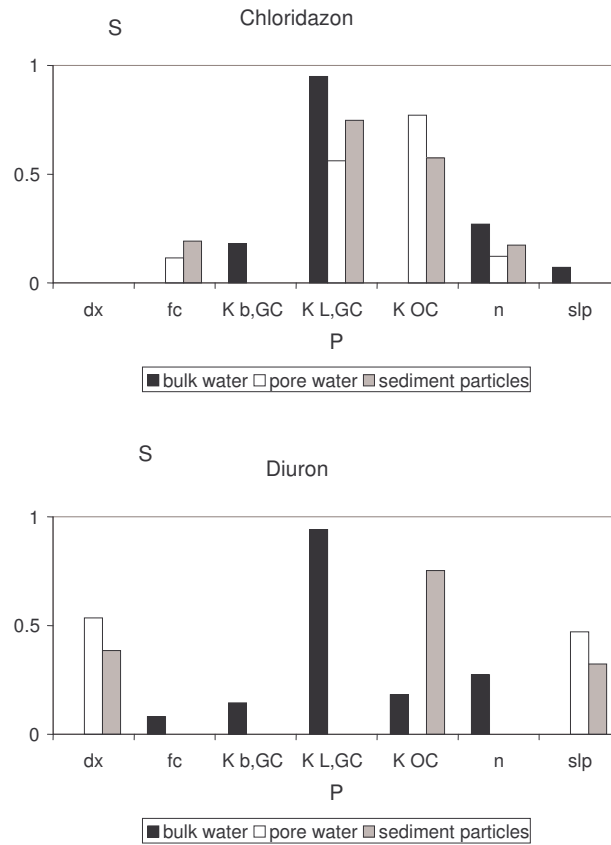 S
Chloridazon
1
0.5
0
dx fc K b,GC K L,GC K OC n slp
P
bulk water pore water sediment particles
S
Diuron
1
0.5
0
dx fc K b,GC K L,GC K OC n slp
P
bulk water pore water sediment particles